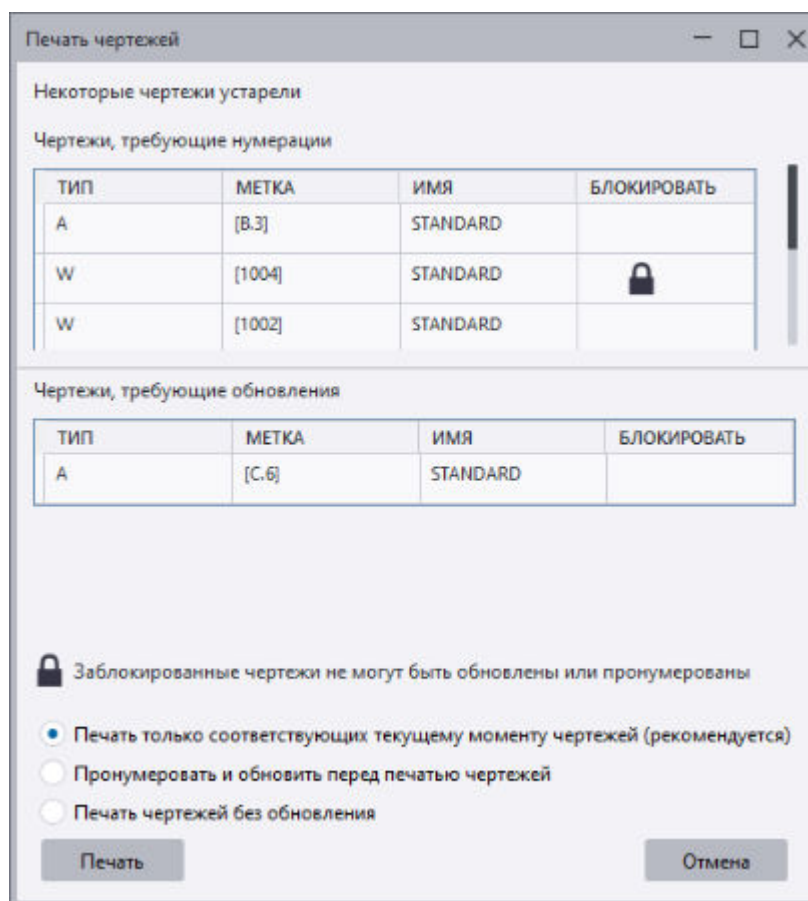 Печать чертежей
Некоторые чертежи устарели
Чертежи, требующие нумерации
ТИП МЕТКА ИМЯ БЛОКИРОВАТЬ
A [B.3] STANDARD
W [1004] STANDARD
W [1002] STANDARD
Чертежи, требующие обновления
ТИП МЕТКА ИМЯ БЛОКИРОВАТЬ
A [C.6] STANDARD
Заблокированные чертежи не могут быть обновлены или пронумерованы
Печать только соответствующих текущему моменту чертежей (рекомендуется)
Пронумеровать и обновить перед печатью чертежей
Печать чертежей без обновления
Печать Отмена